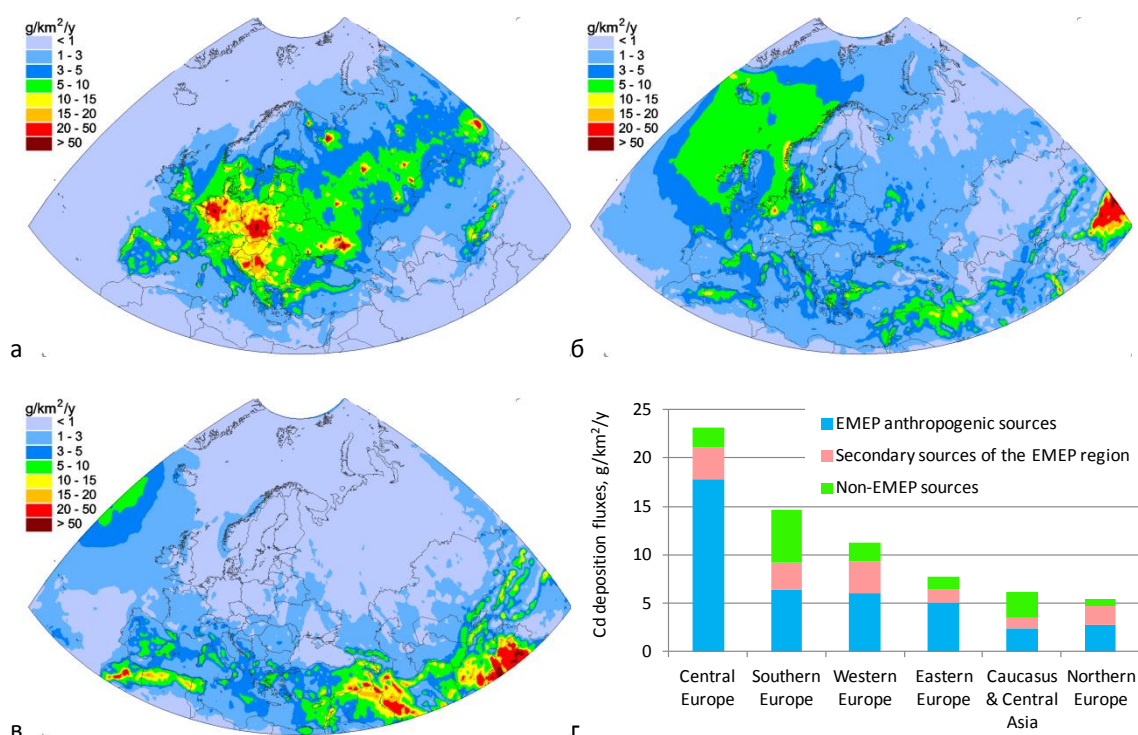 g/km²/y
< 1
1 - 3
3 - 5
5 - 10
10 - 15
15 - 20
20 - 50
> 50
а
g/km²/y
< 1
1 - 3
3 - 5
5 - 10
10 - 15
15 - 20
20 - 50
> 50
б
g/km²/y
< 1
1 - 3
3 - 5
5 - 10
10 - 15
15 - 20
20 - 50
> 50
в
Cd deposition fluxes, g/km²/y
25
20
15
10
5
0
EMEP anthropogenic sources
Secondary sources of the EMEP region
Non-EMEP sources
Central Europe
Southern Europe
Western Europe
Eastern Europe
Caucasus & Central Asia
Northern Europe
г